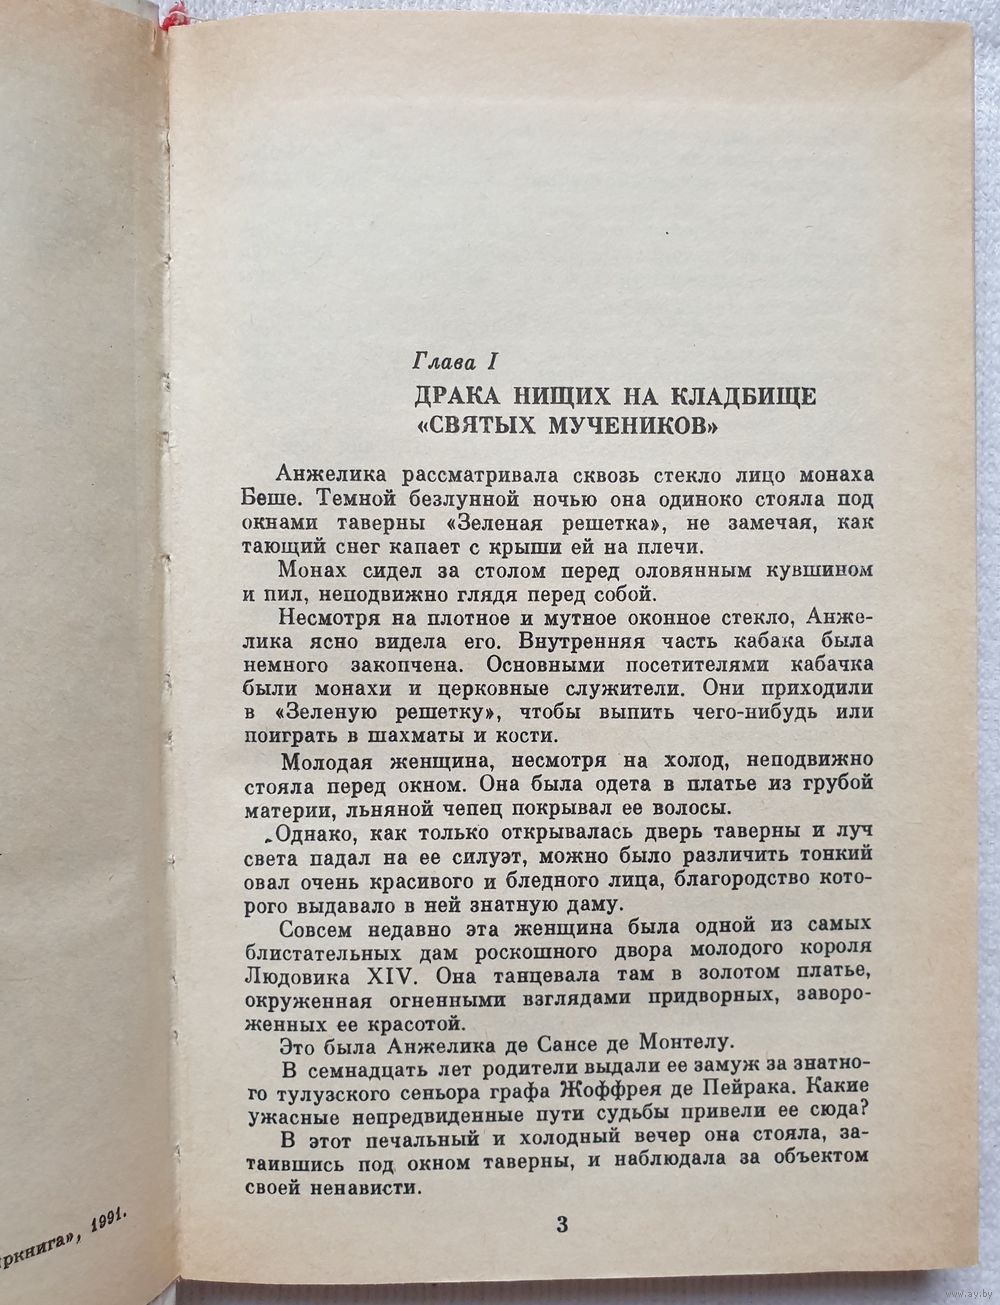 Глава I
ДРАКА НИЩИХ НА КЛАДБИЩЕ
«СВЯТЫХ МУЧЕНИКОВ»
Анжелика рассматривала сквозь стекло лицо монаха
Беше. Темной безлунной ночью она одиноко стояла под
окнами таверны «Зеленая решетка», не замечая, как
тающий снег капает с крыши ей на плечи.
Монах сидел за столом перед оловянным кувшином
и пил, неподвижно глядя перед собой.
Несмотря на плотное и мутное оконное стекло, Анже-
лика ясно видела его. Внутренняя часть кабака была
немного закопчена. Основными посетителями кабачка
были монахи и церковные служители. Они приходили
в «Зеленую решетку», чтобы выпить чего-нибудь или
поиграть в шахматы и кости.
Молодая женщина, несмотря на холод, неподвижно
стояла перед окном. Она была одета в платье из грубой
материи, льняной чепец покрывал ее волосы.
Однако, как только открывалась дверь таверны и луч
света падал на ее силуэт, можно было различить тонкий
овал очень красивого и бледного лица, благородство кото-
рого выдавало в ней знатную даму.
Совсем недавно эта женщина была одной из самых
блистательных дам роскошного двора молодого короля
Людовика XIV. Она танцевала там в золотом платье,
окруженная огненными взглядами придворных, заворо-
женных ее красотой.
Это была Анжелика де Сансе де Монтелу.
В семнадцать лет родители выдали ее замуж за знатно-
го тулузского сеньора графа Жоффрея де Пейрака. Какие
ужасные непредвиденные пути судьбы привели ее сюда?
В этот печальный и холодный вечер она стояла, за-
таившись под окном таверны, и наблюдала за объектом
своей ненависти.
3
ркнига», 1991.
www.ay.by